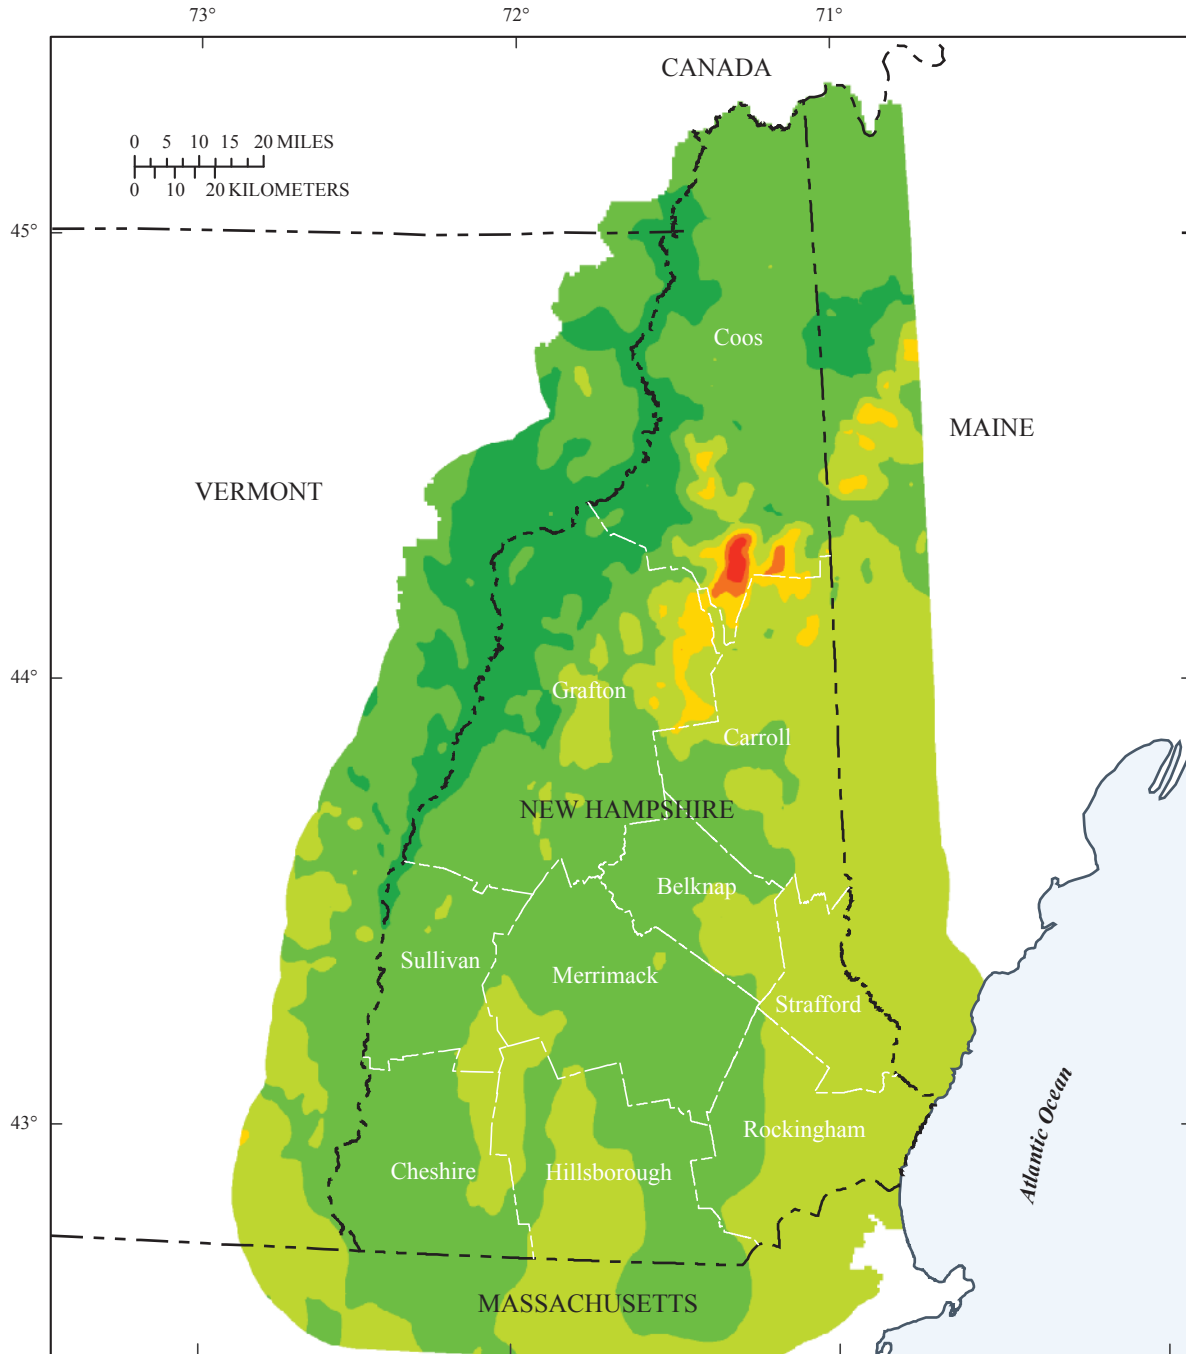 73° 72° 71°
CANADA
0 5 10 15 20 MILES
0 10 20 KILOMETERS
45°
Coos
MAINE
VERMONT
44°
Grafton
Carroll
NEW HAMPSHIRE
Belknap
Sullivan
Merrimack
Strafford
43°
Rockingham
Atlantic Ocean
Cheshire
Hillsborough
MASSACHUSETTS